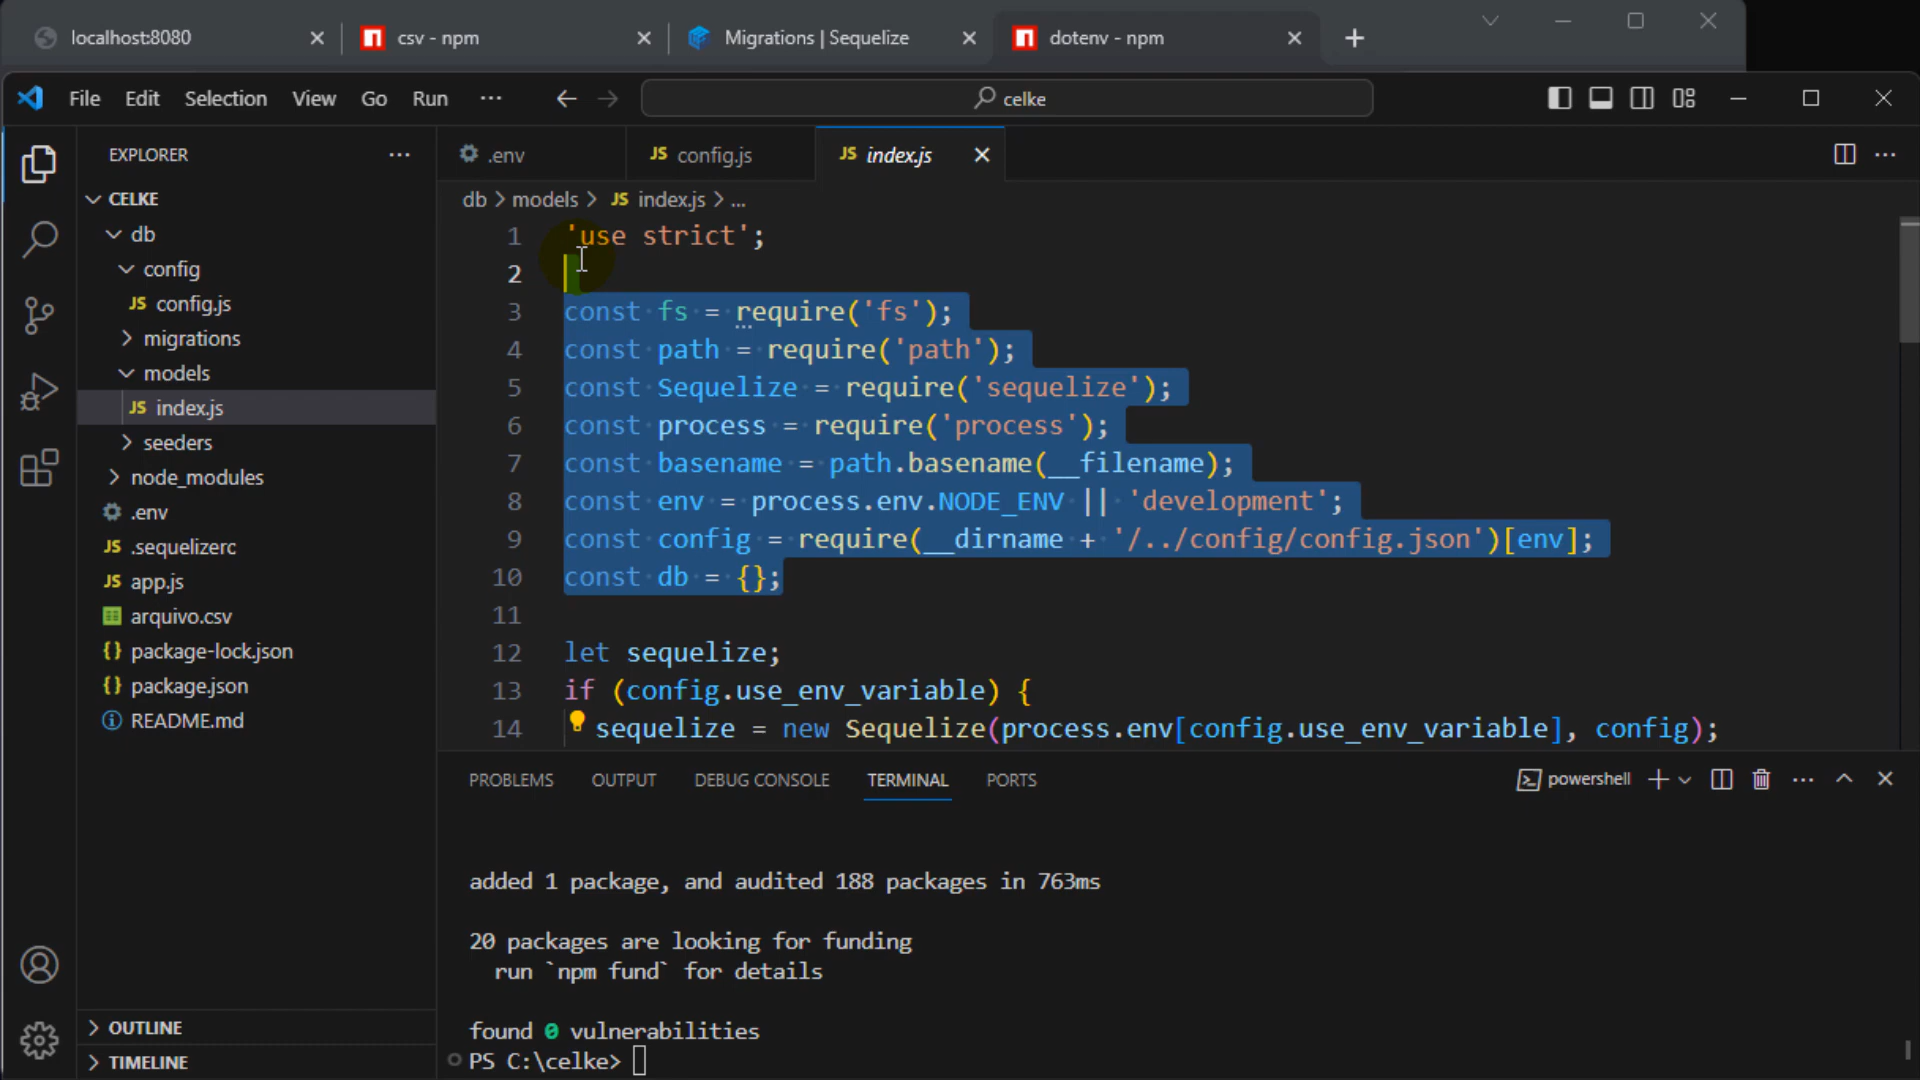 localhost:8080
csv - npm
Migrations | Sequelize
dotenv - npm
File Edit Selection View Go Run ···
celke
EXPLORER
.env
config.js
index.js
CELKE
db > models > JS index.js > ...
db
config
JS config.js
migrations
models
JS index.js
seeders
node_modules
.env
JS .sequelizerc
JS app.js
arquivo.csv
{} package-lock.json
{} package.json
README.md
OUTLINE
TIMELINE
1 'use strict';
2
3 const fs = require('fs');
4 const path = require('path');
5 const Sequelize = require('sequelize');
6 const process = require('process');
7 const basename = path.basename(__filename);
8 const env = process.env.NODE_ENV || 'development';
9 const config = require(__dirname + '/../config/config.json')[env];
10 const db = {};
11
12 let sequelize;
13 if (config.use_env_variable) {
14 sequelize = new Sequelize(process.env[config.use_env_variable], config);
PROBLEMS OUTPUT DEBUG CONSOLE TERMINAL PORTS
powershell
added 1 package, and audited 188 packages in 763ms
20 packages are looking for funding
run `npm fund` for details
found 0 vulnerabilities
PS C:\celke>